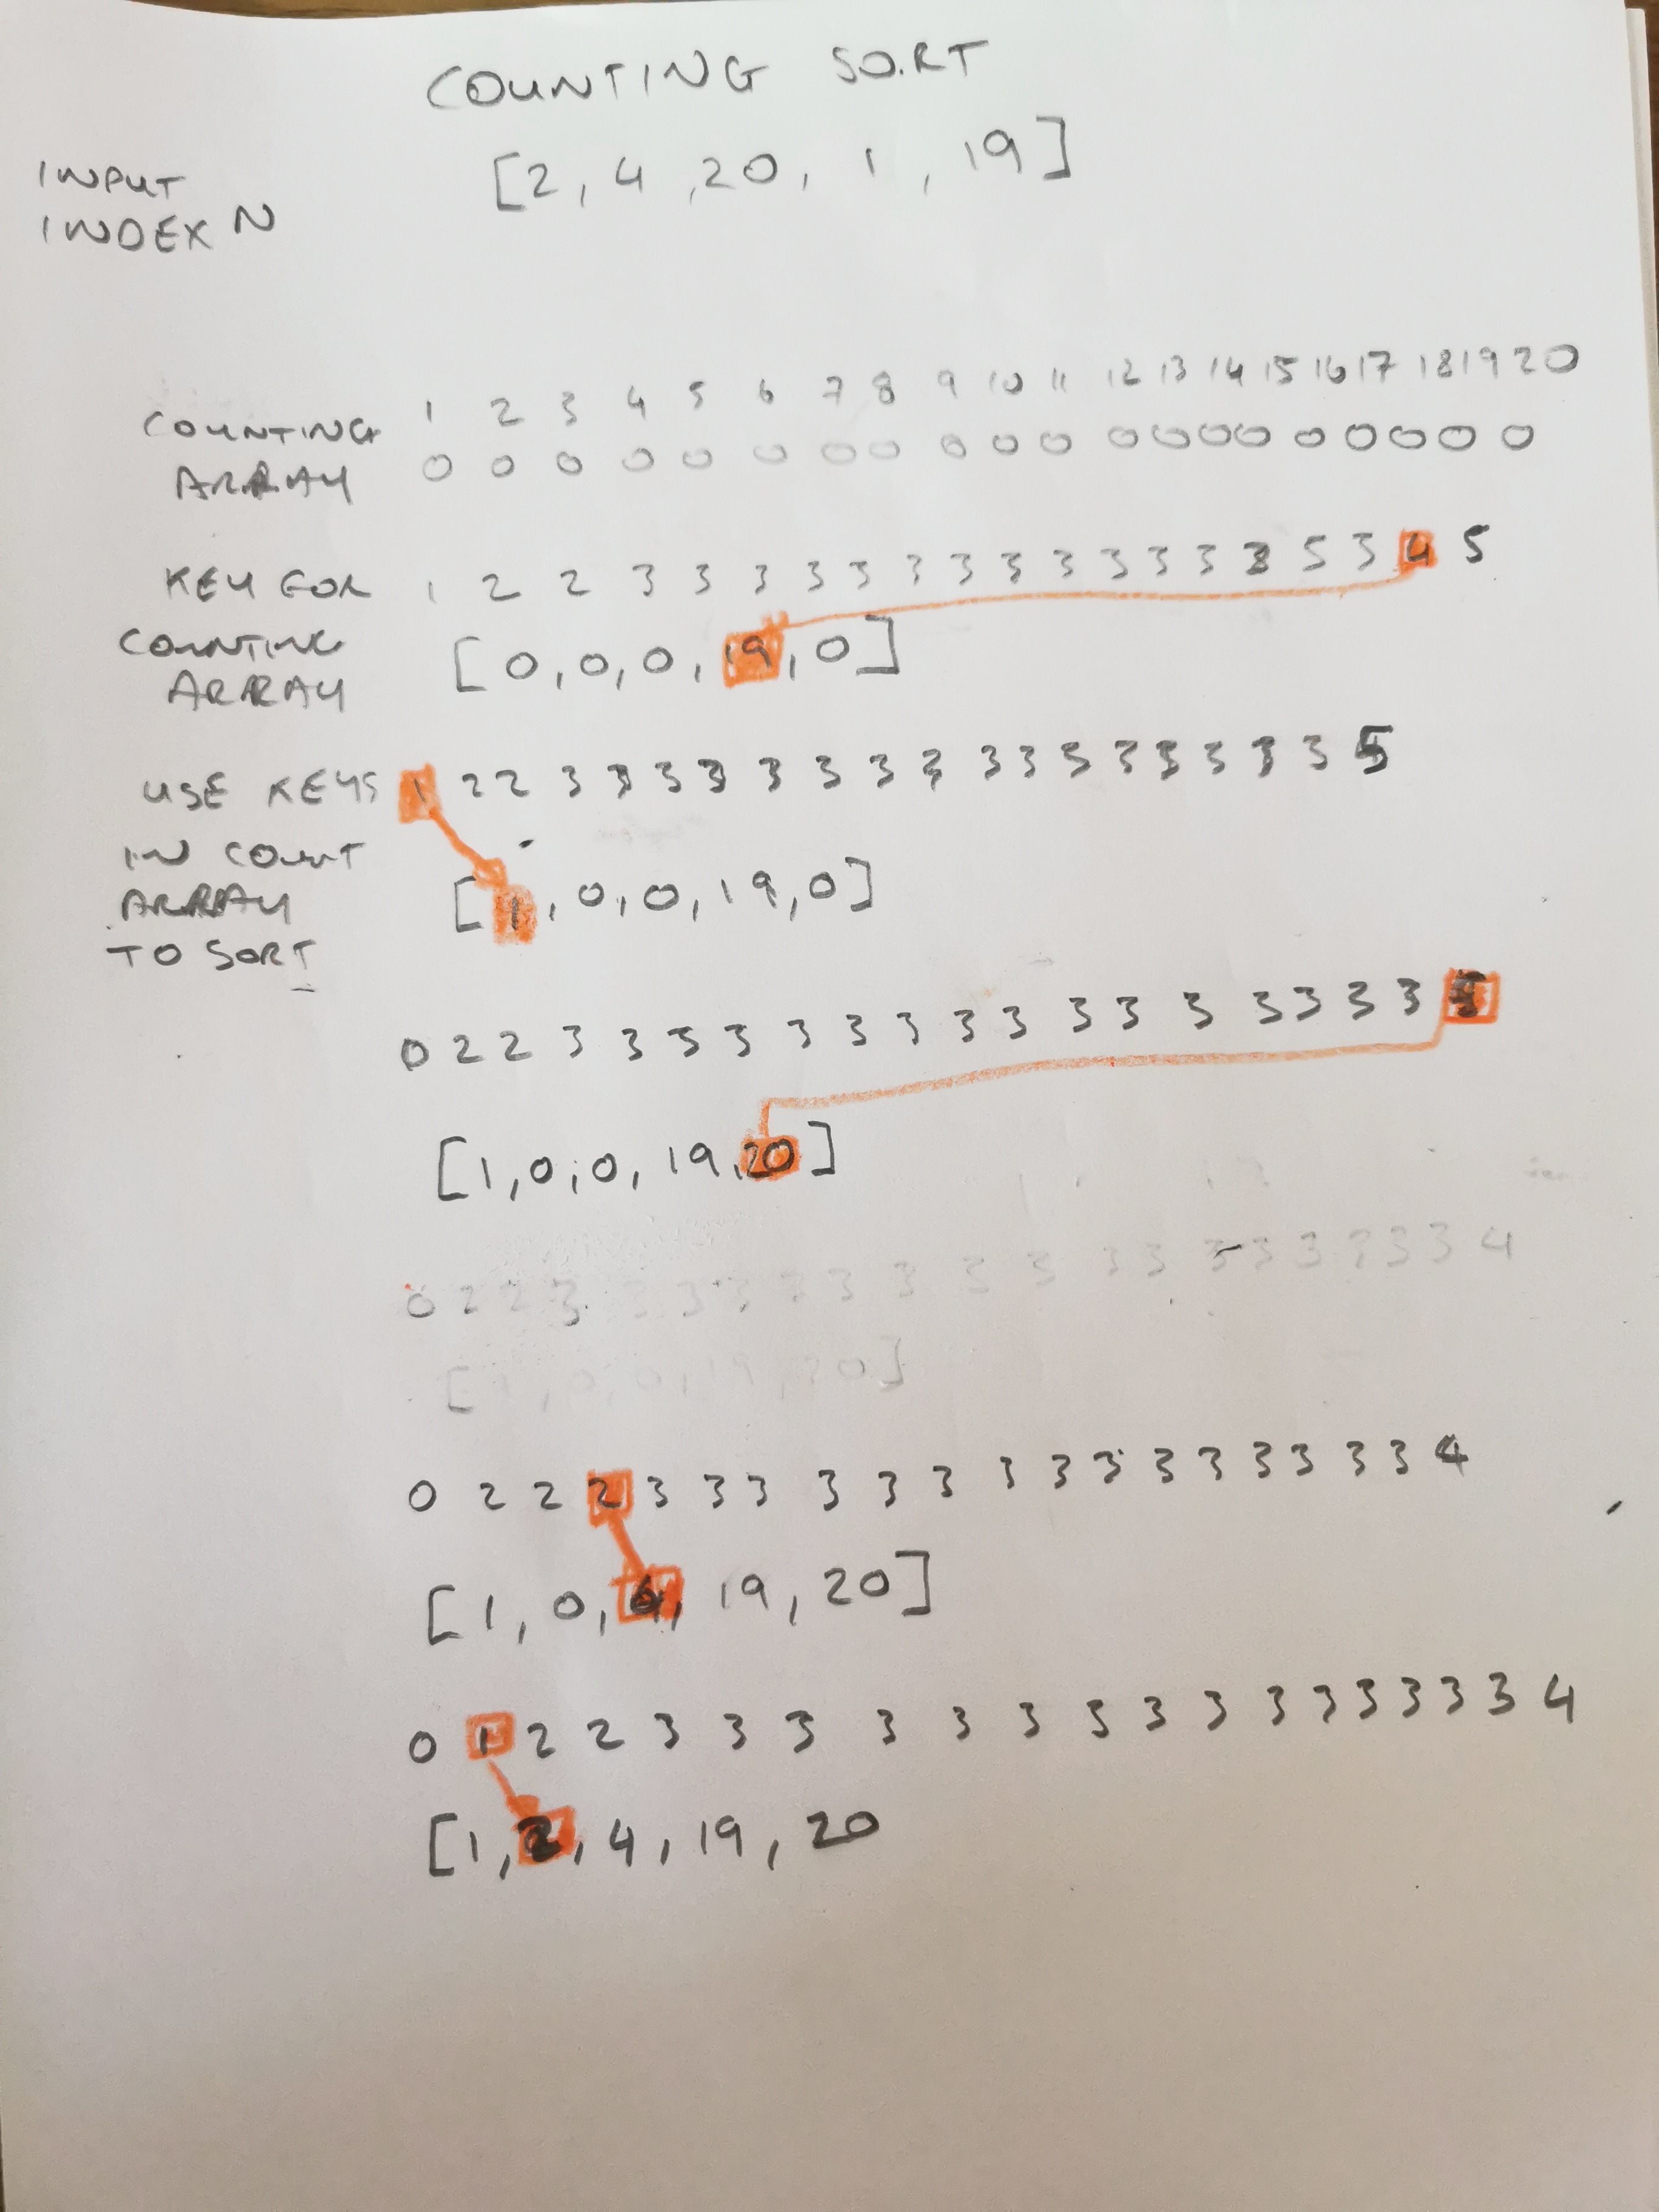 COUNTING SORT
INPUT [2, 4, 20, 1, 19]
INDEX N
1 2 3 4 5 6 7 8 9 10 11 12 13 14 15 16 17 18 19 20
COUNTING
ARRAY 0 0 0 0 0 0 0 0 0 0 0 0 0 0 0 0 0 0 0 0
KEY FOR 1 2 2 3 3 3 3 3 3 3 3 3 3 3 3 3 5 3 4 5
COUNTING [0, 0, 0, 19, 0]
ARRAY
USE KEYS 1 2 2 3 3 3 3 3 3 3 3 3 3 3 3 3 3 3 3 5
IN COUNT
ARRAY [1, 0, 0, 19, 0]
TO SORT
0 2 2 3 3 3 3 3 3 3 3 3 3 3 3 3 3 3 3
[1, 0, 0, 19, 20]
0 2 2 3 3 3 3 3 3 3 3 3 3 3 3 3 3 3 3 4
[1, 0, 0, 19, 20]
0 2 2 2 3 3 3 3 3 3 3 3 3 3 3 3 3 3 3 4
[1, 0, 4, 19, 20]
0 1 2 2 3 3 3 3 3 3 3 3 3 3 3 3 3 3 3 4
[1, 2, 4, 19, 20